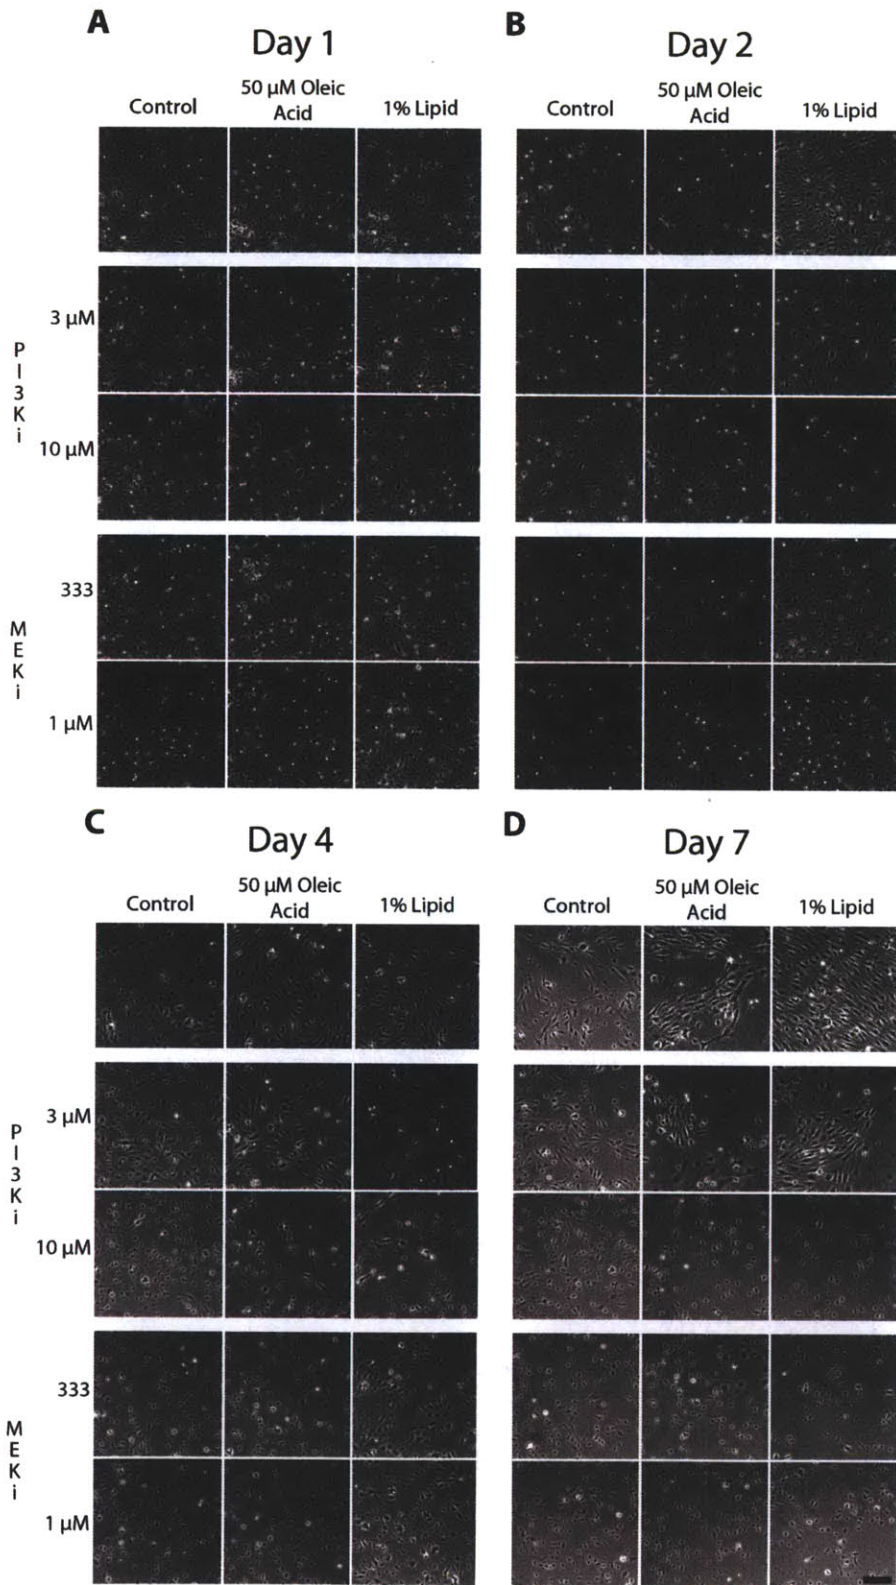 A
Day 1
Control
50 µM Oleic
Acid
1% Lipid
B
Day 2
Control
50 µM Oleic
Acid
1% Lipid
P
I
3
K
i
3 µM
10 µM
M
E
K
i
333
1 µM
C
Day 4
Control
50 µM Oleic
Acid
1% Lipid
D
Day 7
Control
50 µM Oleic
Acid
1% Lipid
P
I
3
K
i
3 µM
10 µM
M
E
K
i
333
1 µM